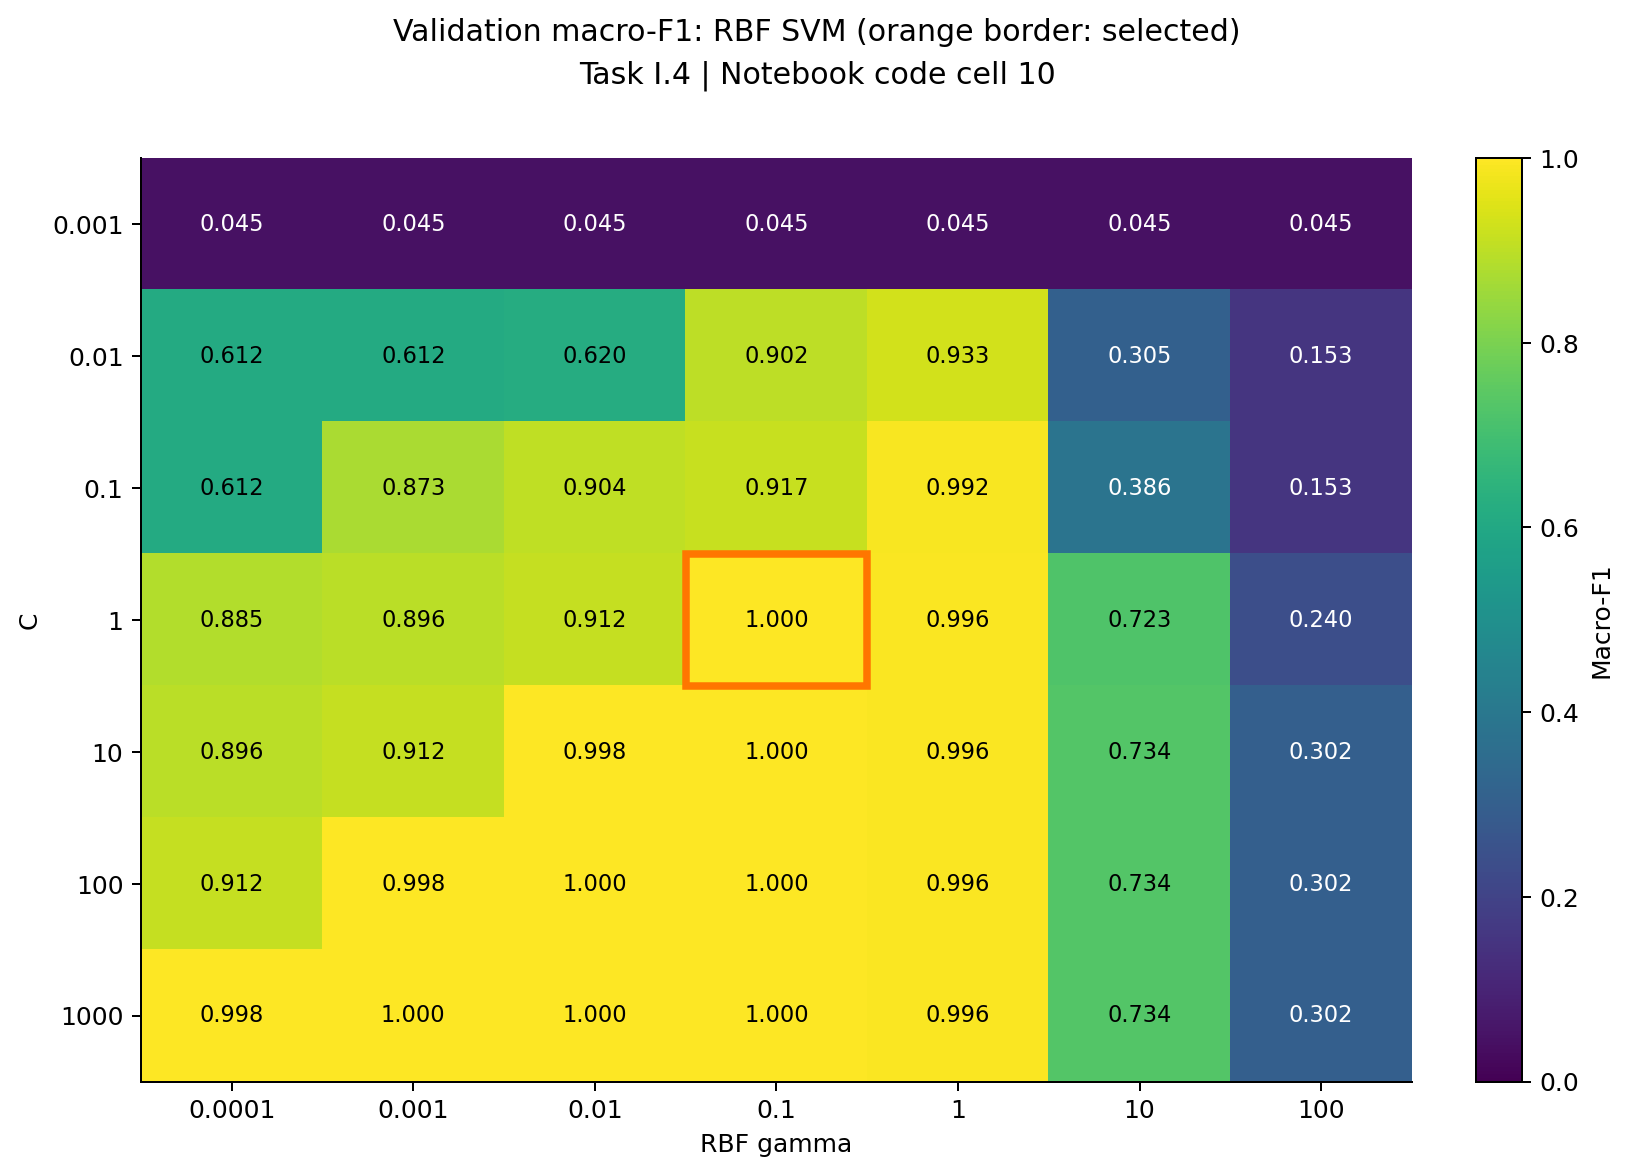 Validation macro-F1: RBF SVM (orange border: selected)
Task I.4 | Notebook code cell 10
0.001 0.045 0.045 0.045 0.045 0.045 0.045 0.045
0.01 0.612 0.612 0.620 0.902 0.933 0.305 0.153
0.1 0.612 0.873 0.904 0.917 0.992 0.386 0.153
1 0.885 0.896 0.912 1.000 0.996 0.723 0.240
10 0.896 0.912 0.998 1.000 0.996 0.734 0.302
100 0.912 0.998 1.000 1.000 0.996 0.734 0.302
1000 0.998 1.000 1.000 1.000 0.996 0.734 0.302
0.0001 0.001 0.01 0.1 1 10 100
RBF gamma
C
1.0
0.8
0.6
0.4
0.2
0.0
Macro-F1